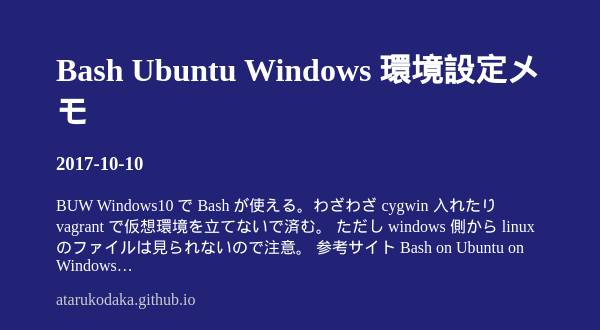 Bash Ubuntu Windows 環境設定メ
モ
2017-10-10
BUW Windows10 で Bash が使える。わざわざ cygwin 入れたり
vagrant で仮想環境を立てないで済む。 ただし windows 側から linux
のファイルは見られないので注意。 参考サイト Bash on Ubuntu on
Windows…
atarukodaka.github.io